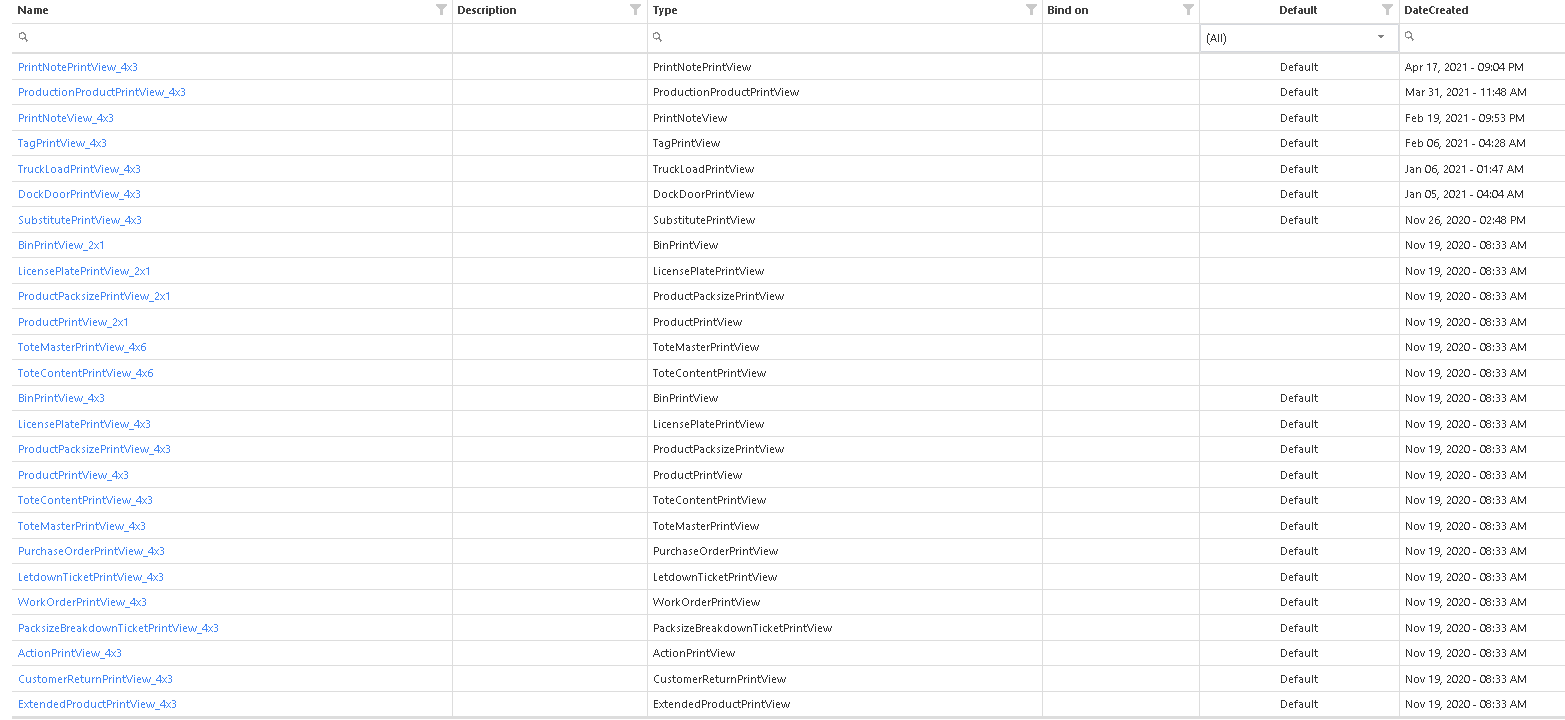 Name Description Type Bind on Default DateCreated
(All)
PrintNotePrintView_4x3 PrintNotePrintView Default Apr 17, 2021 - 09:04 PM
ProductionProductPrintView_4x3 ProductionProductPrintView Default Mar 31, 2021 - 11:48 AM
PrintNoteView_4x3 PrintNoteView Default Feb 19, 2021 - 09:53 PM
TagPrintView_4x3 TagPrintView Default Feb 06, 2021 - 04:28 AM
TruckLoadPrintView_4x3 TruckLoadPrintView Default Jan 06, 2021 - 01:47 AM
DockDoorPrintView_4x3 DockDoorPrintView Default Jan 05, 2021 - 04:04 AM
SubstitutePrintView_4x3 SubstitutePrintView Default Nov 26, 2020 - 02:48 PM
BinPrintView_2x1 BinPrintView Nov 19, 2020 - 08:33 AM
LicensePlatePrintView_2x1 LicensePlatePrintView Nov 19, 2020 - 08:33 AM
ProductPacksizePrintView_2x1 ProductPacksizePrintView Nov 19, 2020 - 08:33 AM
ProductPrintView_2x1 ProductPrintView Nov 19, 2020 - 08:33 AM
ToteMasterPrintView_4x6 ToteMasterPrintView Nov 19, 2020 - 08:33 AM
ToteContentPrintView_4x6 ToteContentPrintView Nov 19, 2020 - 08:33 AM
BinPrintView_4x3 BinPrintView Default Nov 19, 2020 - 08:33 AM
LicensePlatePrintView_4x3 LicensePlatePrintView Default Nov 19, 2020 - 08:33 AM
ProductPacksizePrintView_4x3 ProductPacksizePrintView Default Nov 19, 2020 - 08:33 AM
ProductPrintView_4x3 ProductPrintView Default Nov 19, 2020 - 08:33 AM
ToteContentPrintView_4x3 ToteContentPrintView Default Nov 19, 2020 - 08:33 AM
ToteMasterPrintView_4x3 ToteMasterPrintView Default Nov 19, 2020 - 08:33 AM
PurchaseOrderPrintView_4x3 PurchaseOrderPrintView Default Nov 19, 2020 - 08:33 AM
LetdownTicketPrintView_4x3 LetdownTicketPrintView Default Nov 19, 2020 - 08:33 AM
WorkOrderPrintView_4x3 WorkOrderPrintView Default Nov 19, 2020 - 08:33 AM
PacksizeBreakdownTicketPrintView_4x3 PacksizeBreakdownTicketPrintView Default Nov 19, 2020 - 08:33 AM
ActionPrintView_4x3 ActionPrintView Default Nov 19, 2020 - 08:33 AM
CustomerReturnPrintView_4x3 CustomerReturnPrintView Default Nov 19, 2020 - 08:33 AM
ExtendedProductPrintView_4x3 ExtendedProductPrintView Default Nov 19, 2020 - 08:33 AM